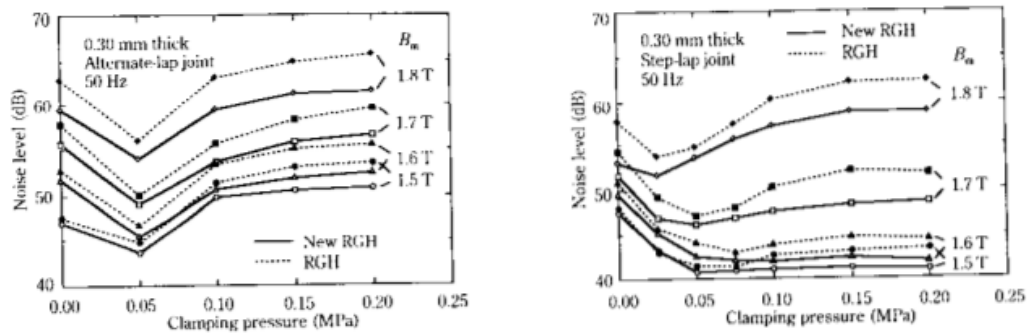 70
60
50
40
Noise level (dB)
0.30 mm thick
Alternate-lap joint
50 Hz
Bm
1.8 T
1.7 T
1.6 T
1.5 T
New RGH
RGH
0.00 0.05 0.10 0.15 0.20 0.25
Clamping pressure (MPa)
80
70
60
50
40
Noise level (dB)
0.30 mm thick
Step-lap joint
50 Hz
New RGH
RGH
Bm
1.8 T
1.7 T
1.6 T
1.5 T
0.00 0.05 0.10 0.15 0.20 0.25
Clamping pressure (MPa)